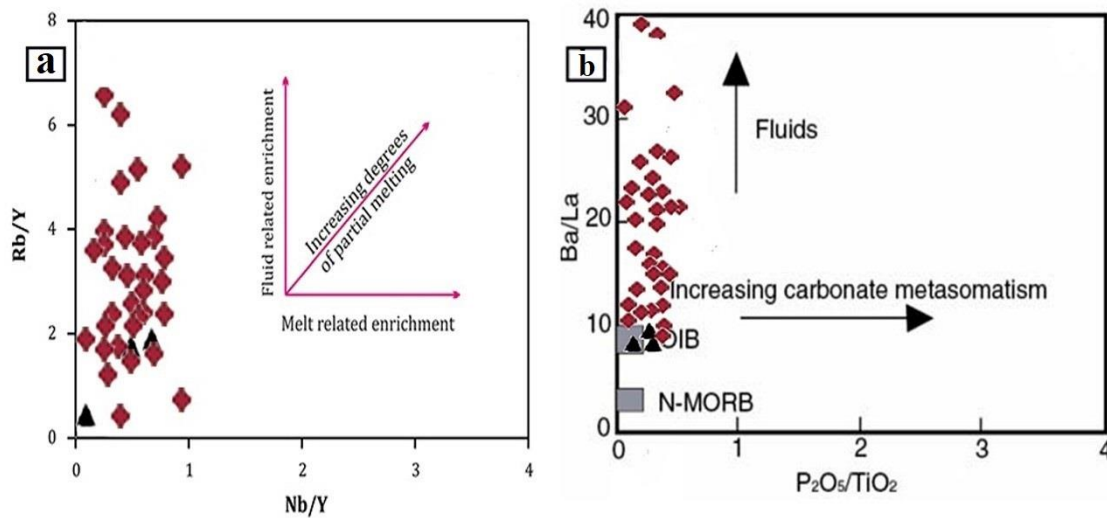 a
8
6
4
2
0
0
1
2
3
4
Rb/Y
Nb/Y
Fluid related enrichment
Increasing degrees
of partial melting
Melt related enrichment
b
40
30
20
10
0
0
1
2
3
4
Ba/La
P₂O₅/TiO₂
Fluids
Increasing carbonate metasomatism
OIB
N-MORB